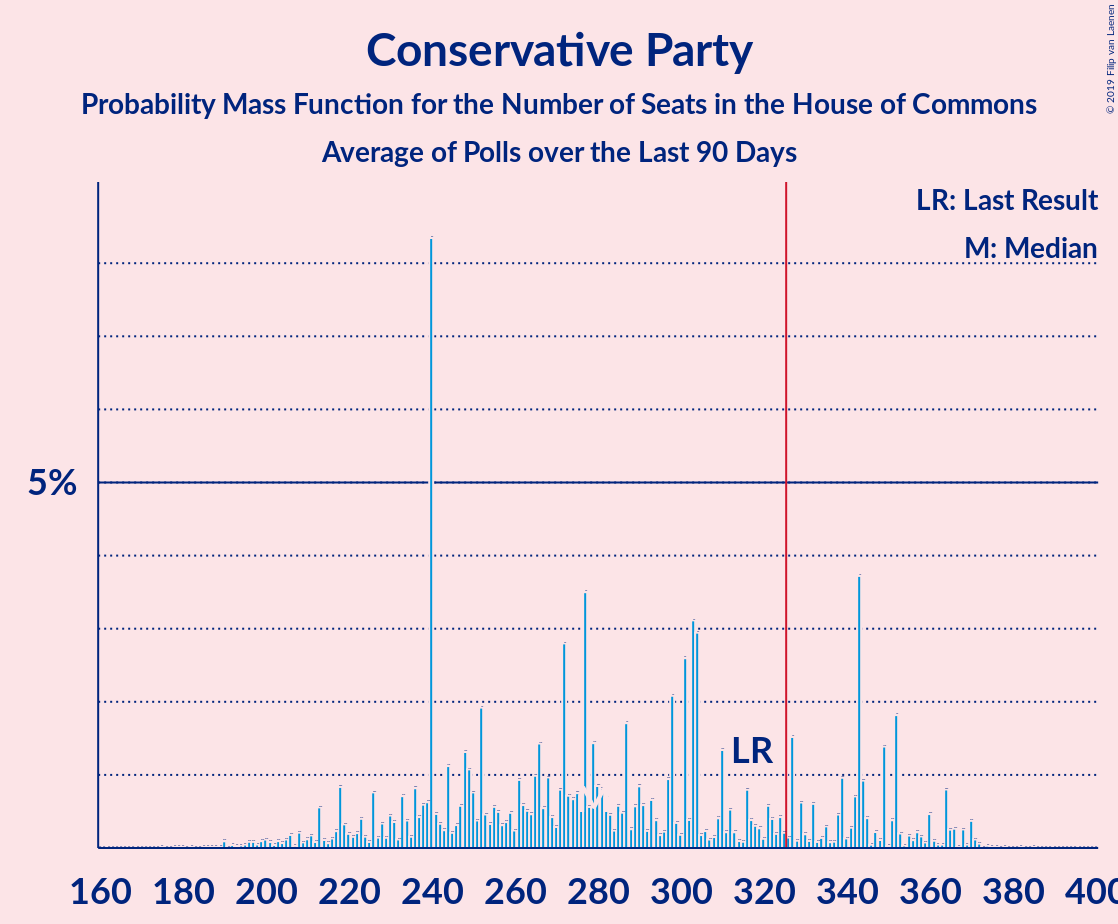 Conservative Party
Probability Mass Function for the Number of Seats in the House of Commons
Average of Polls over the Last 90 Days
© 2019 Filip van Laenen
LR: Last Result
M: Median
5%
LR
160 180 200 220 240 260 280 300 320 340 360 380 400